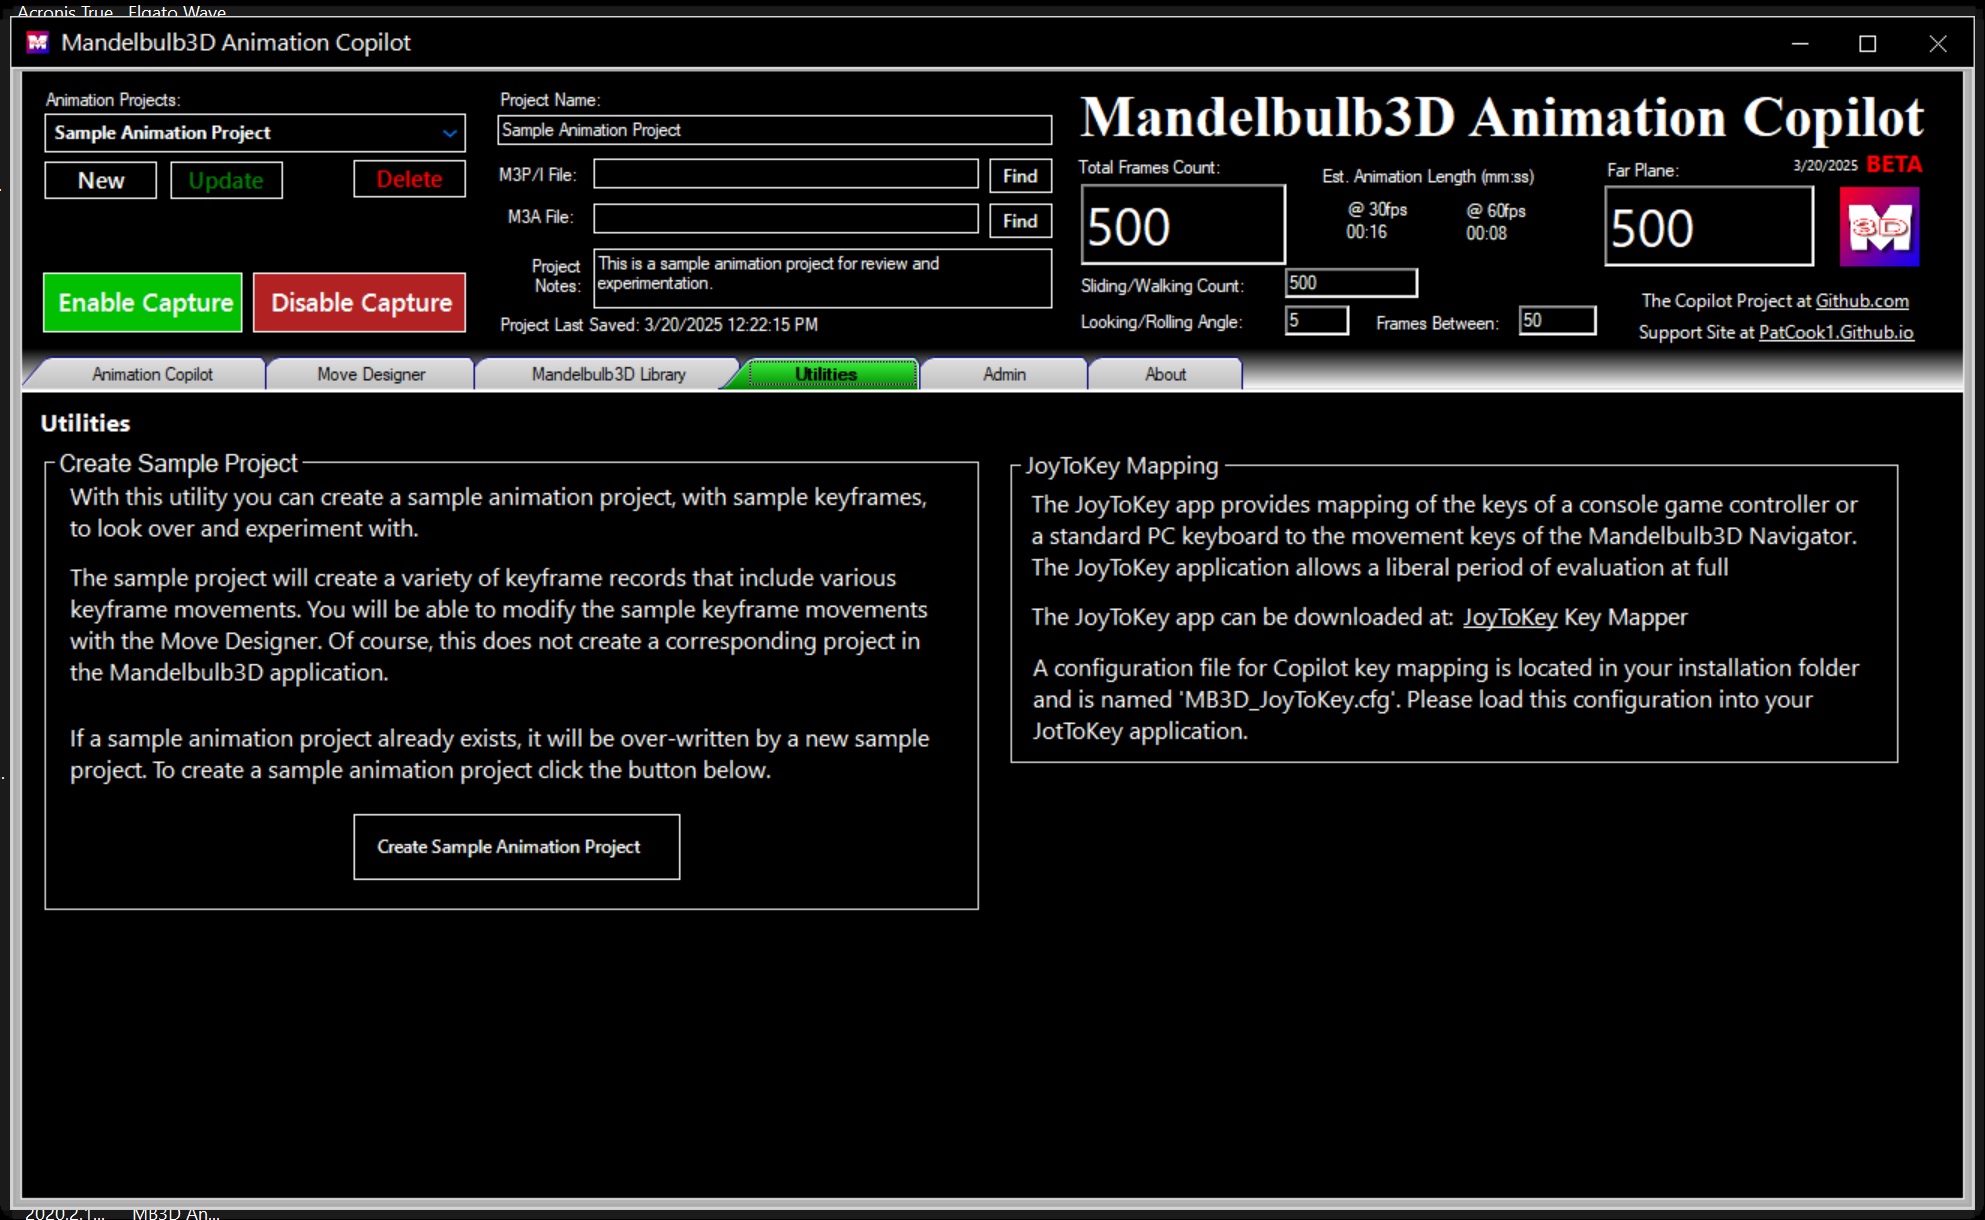 Acronis True   Elgato Wave
Mandelbulb3D Animation Copilot
Animation Projects:
Sample Animation Project
New
Update
Delete
Enable Capture
Disable Capture
Project Name:
Sample Animation Project
M3P/I File:
Find
M3A File:
Find
Project
Notes:
This is a sample animation project for review and
experimentation.
Project Last Saved: 3/20/2025 12:22:15 PM
Mandelbulb3D Animation Copilot
3/20/2025 BETA
Total Frames Count:
500
Est. Animation Length (mm:ss)
@ 30fps
00:16
@ 60fps
00:08
Far Plane:
500
M
3D
Sliding/Walking Count:
500
Looking/Rolling Angle:
5
Frames Between:
50
The Copilot Project at Github.com
Support Site at PatCook1.Github.io
Animation Copilot
Move Designer
Mandelbulb3D Library
Utilities
Admin
About
Utilities
Create Sample Project
With this utility you can create a sample animation project, with sample keyframes,
to look over and experiment with.
The sample project will create a variety of keyframe records that include various
keyframe movements. You will be able to modify the sample keyframe movements
with the Move Designer. Of course, this does not create a corresponding project in
the Mandelbulb3D application.
If a sample animation project already exists, it will be over-written by a new sample
project. To create a sample animation project click the button below.
Create Sample Animation Project
JoyToKey Mapping
The JoyToKey app provides mapping of the keys of a console game controller or
a standard PC keyboard to the movement keys of the Mandelbulb3D Navigator.
The JoyToKey application allows a liberal period of evaluation at full
The JoyToKey app can be downloaded at: JoyToKey Key Mapper
A configuration file for Copilot key mapping is located in your installation folder
and is named 'MB3D_JoyToKey.cfg'. Please load this configuration into your
JotToKey application.
2020.2.1...   MB3D An...